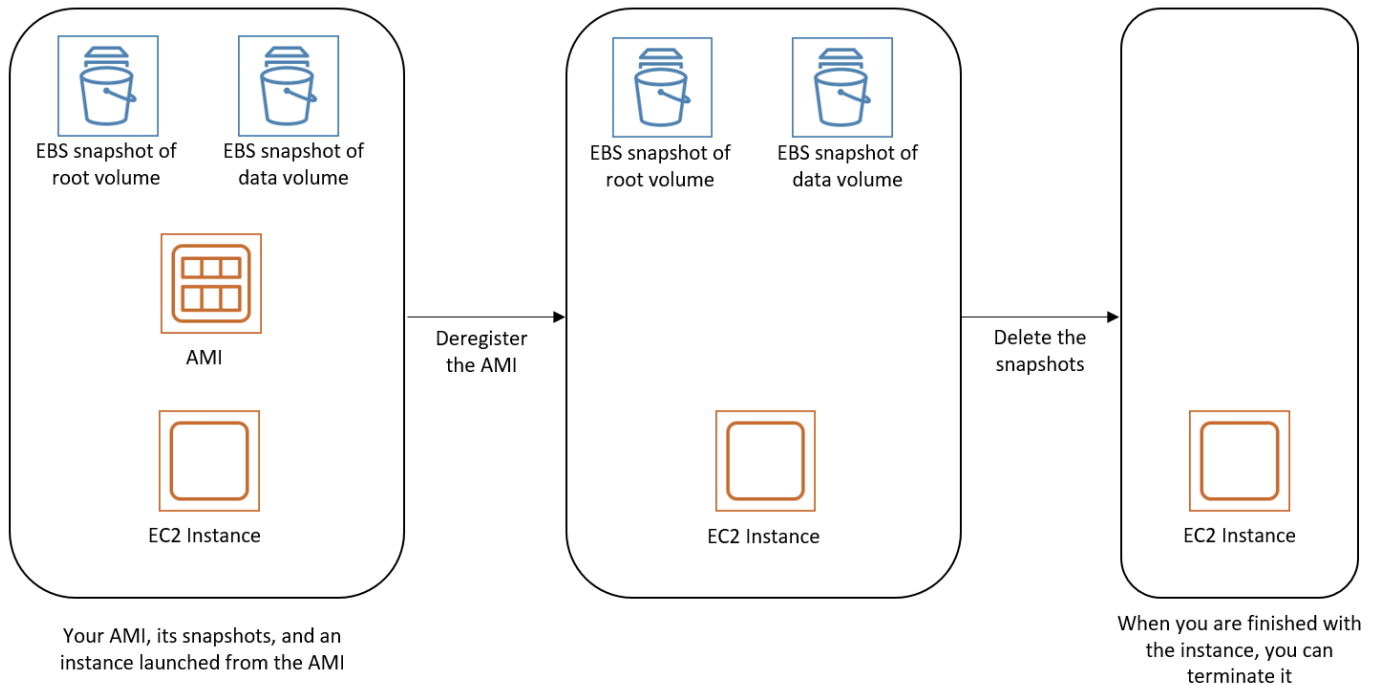 EBS snapshot of
root volume
EBS snapshot of
data volume
AMI
EC2 Instance
Your AMI, its snapshots, and an
instance launched from the AMI
Deregister
the AMI
EBS snapshot of
root volume
EBS snapshot of
data volume
EC2 Instance
Delete the
snapshots
EC2 Instance
When you are finished with
the instance, you can
terminate it